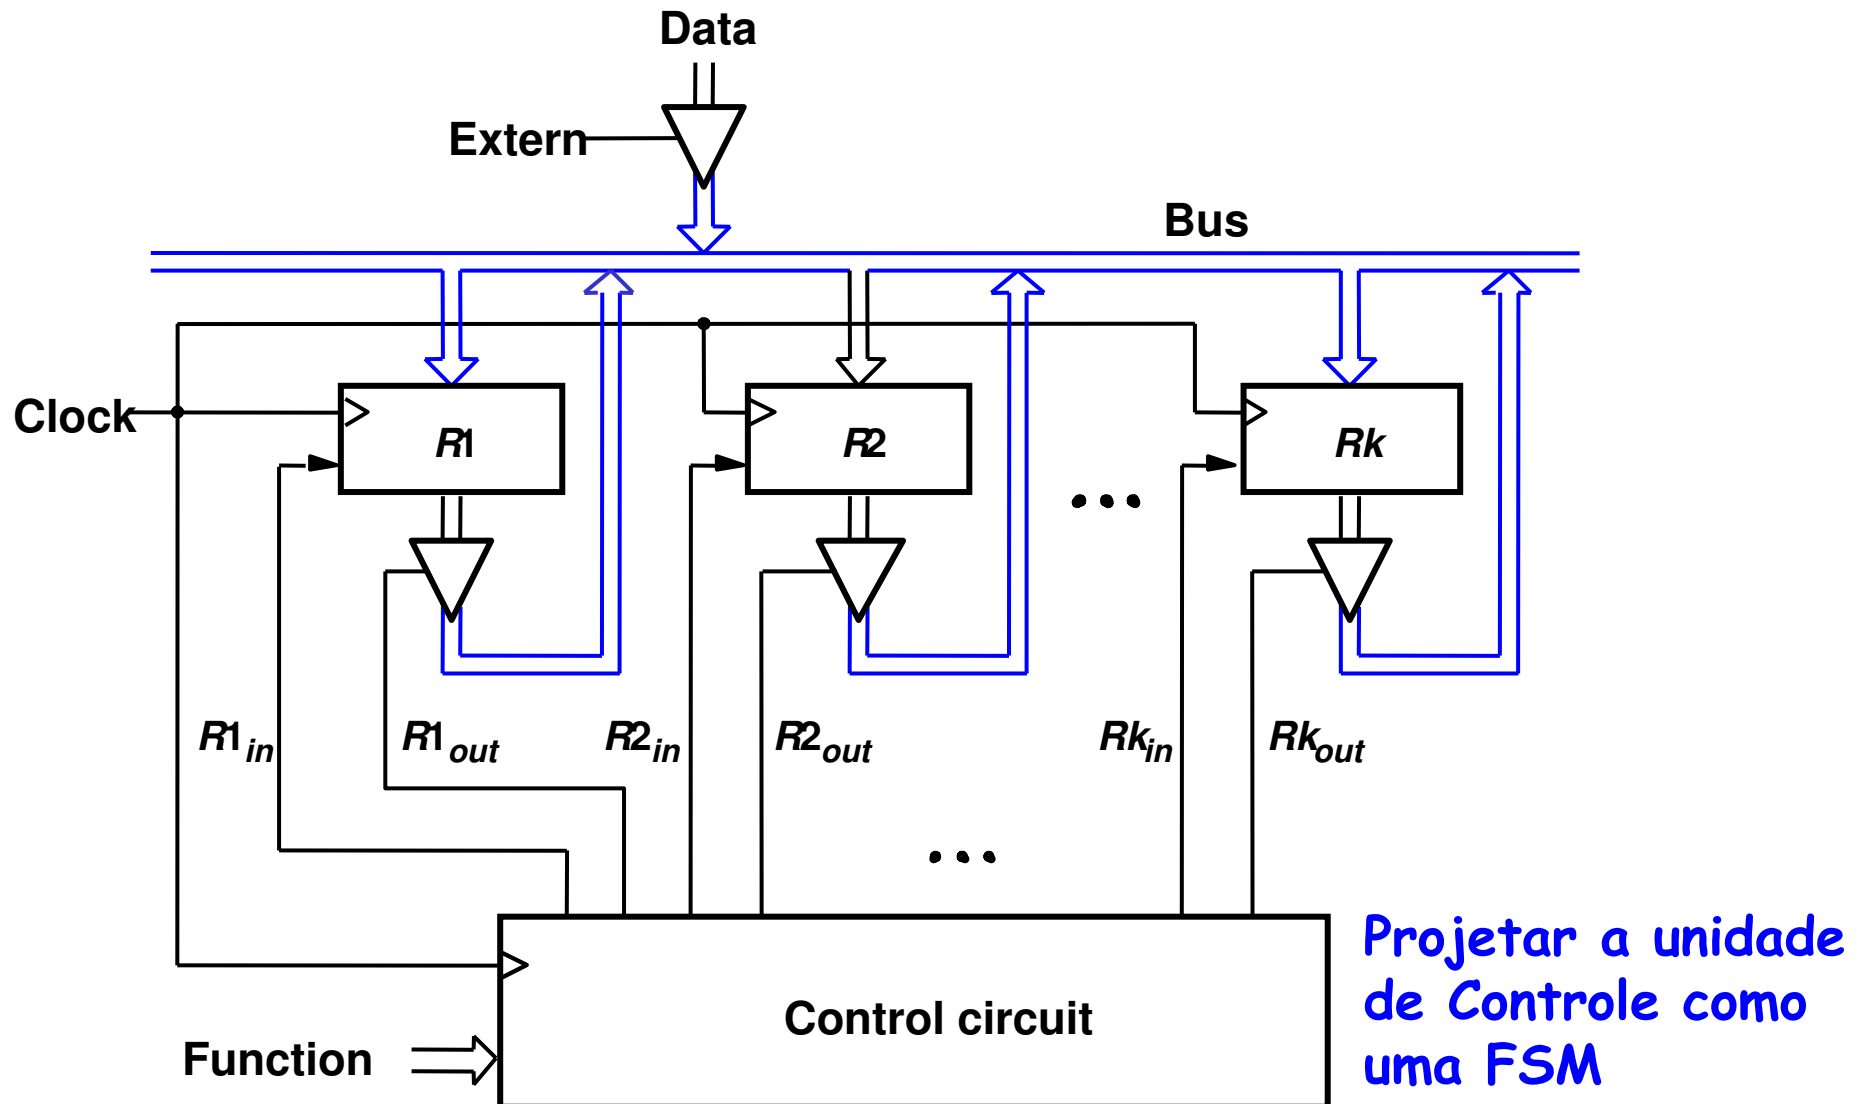 Data
Extern
Bus
Clock
R1
R2
Rk
R1in
R1out
R2in
R2out
Rkin
Rkout
Control circuit
Function
Projetar a unidade
de Controle como
uma FSM